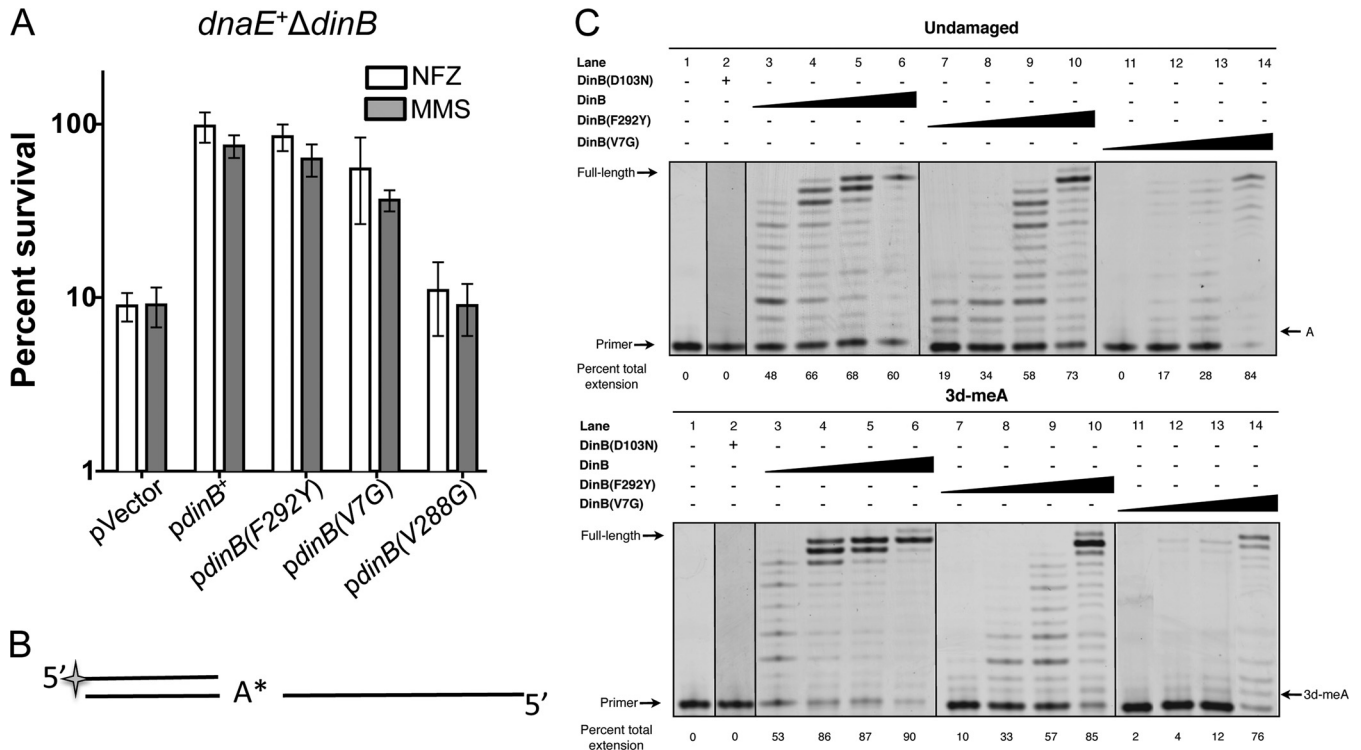 A
dnaE+ΔdinB
NFZ
MMS
Percent survival
100
10
1
pVector
pdinB+
pdinB(F292Y)
pdinB(V7G)
pdinB(V288G)
B
5’
A*
5’
C
Undamaged
Lane 1 2 3 4 5 6 7 8 9 10 11 12 13 14
DinB(D103N) - + - - - - - - - - - - - -
DinB - - - - - - - - - -
DinB(F292Y) - - - - - - - - - -
DinB(V7G) - - - - - - - - - -
Full-length
A
Primer
Percent total
extension
0 0 48 66 68 60 19 34 58 73 0 17 28 84
3d-meA
Lane 1 2 3 4 5 6 7 8 9 10 11 12 13 14
DinB(D103N) - + - - - - - - - - - - - -
DinB - - - - - - - - - -
DinB(F292Y) - - - - - - - - - -
DinB(V7G) - - - - - - - - - -
Full-length
3d-meA
Primer
Percent total
extension
0 0 53 86 87 90 10 33 57 85 2 4 12 76